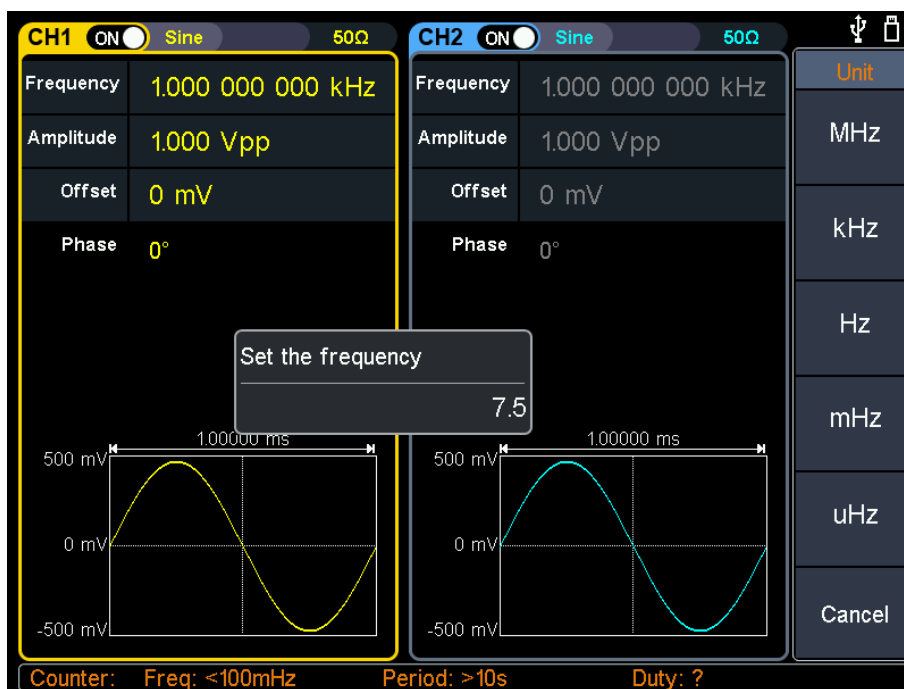 CH1 ON Sine 50Ω
Frequency 1.000 000 000 kHz
Amplitude 1.000 Vpp
Offset 0 mV
Phase 0°
1.00000 ms
500 mV
0 mV
-500 mV
CH2 ON Sine 50Ω
Frequency 1.000 000 000 kHz
Amplitude 1.000 Vpp
Offset 0 mV
Phase 0°
1.00000 ms
500 mV
0 mV
-500 mV
Set the frequency
7.5
Unit
MHz
kHz
Hz
mHz
uHz
Cancel
Counter: Freq: <100mHz Period: >10s Duty: ?